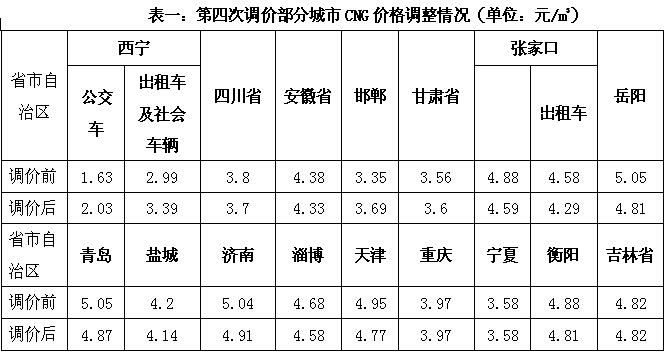 表一：第四次调价部分城市 CNG 价格调整情况（单位：元/㎡）
省市自治区 西宁 四川省 安徽省 邯郸 甘肃省 张家口 岳阳
公交车 出租车及社会车辆 出租车
调价前 1.63 2.99 3.8 4.38 3.35 3.56 4.88 4.58 5.05
调价后 2.03 3.39 3.7 4.33 3.69 3.6 4.59 4.29 4.81
省市自治区 青岛 盐城 济南 淄博 天津 重庆 宁夏 衡阳 吉林省
调价前 5.05 4.2 5.04 4.68 4.95 3.97 3.58 4.88 4.82
调价后 4.87 4.14 4.91 4.58 4.77 3.97 3.58 4.81 4.82